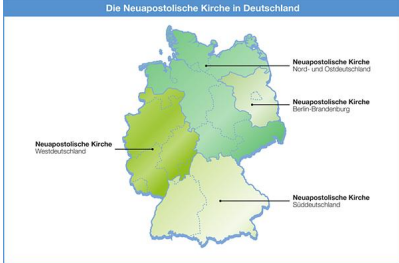 Die Neuapostolische Kirche in Deutschland
Neuapostolische Kirche
Nord- und Ostdeutschland
Neuapostolische Kirche
Berlin-Brandenburg
Neuapostolische Kirche
Westdeutschland
Neuapostolische Kirche
Süddeutschland